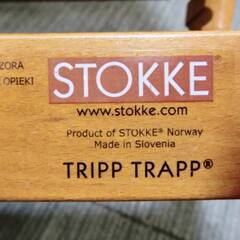 ZORA
OPIEKI
STOKKE
www.stokke.com
Product of STOKKE® Norway
Made in Slovenia
TRIPP TRAPP®